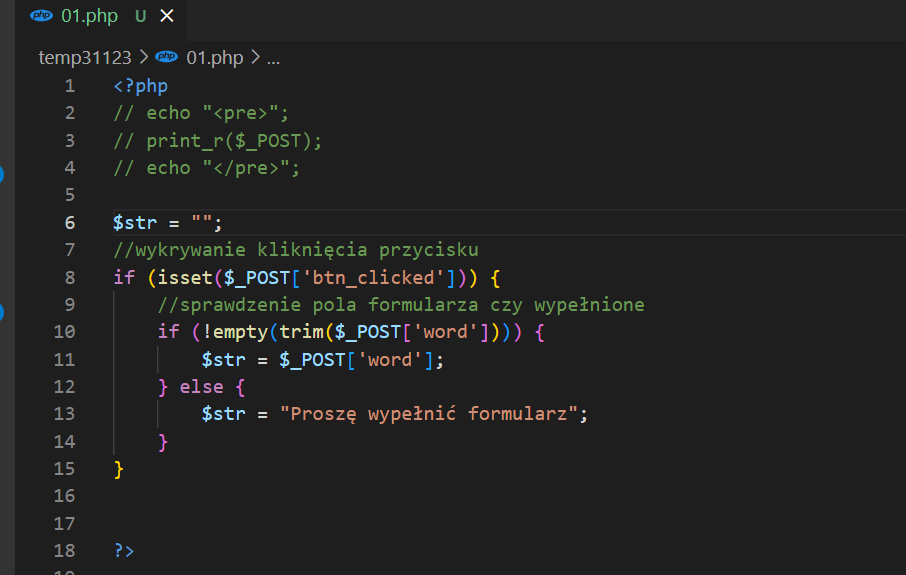 php 01.php U ×
temp31123 > php 01.php > ...
1 <?php
2 // echo "<pre>";
3 // print_r($_POST);
4 // echo "</pre>";
5
6 $str = "";
7 //wykrywanie kliknięcia przycisku
8 if (isset($_POST['btn_clicked'])) {
9 //sprawdzenie pola formularza czy wypełnione
10 if (!empty(trim($_POST['word']))) {
11 $str = $_POST['word'];
12 } else {
13 $str = "Proszę wypełnić formularz";
14 }
15 }
16
17
18 ?>